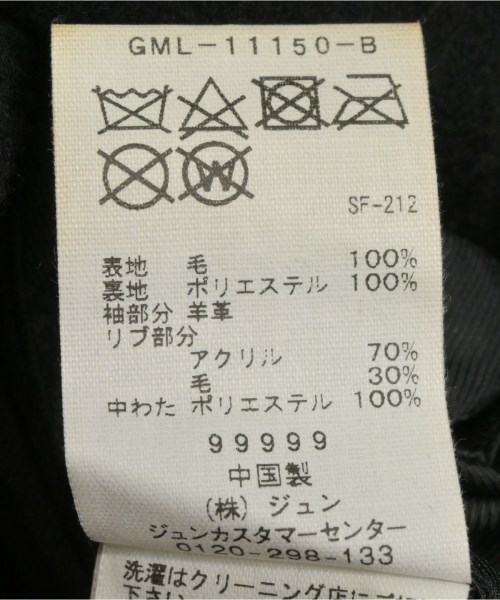 GML-11150-B
W
SF-212
表地 毛 100%
裏地 ポリエステル 100%
袖部分 羊革
リブ部分
アクリル 70%
毛 30%
中わた ポリエステル 100%
99999
中国製
(株) ジュン
ジュンカスタマーセンター
0120-298-133
洗濯はクリーニング店にご
下さい